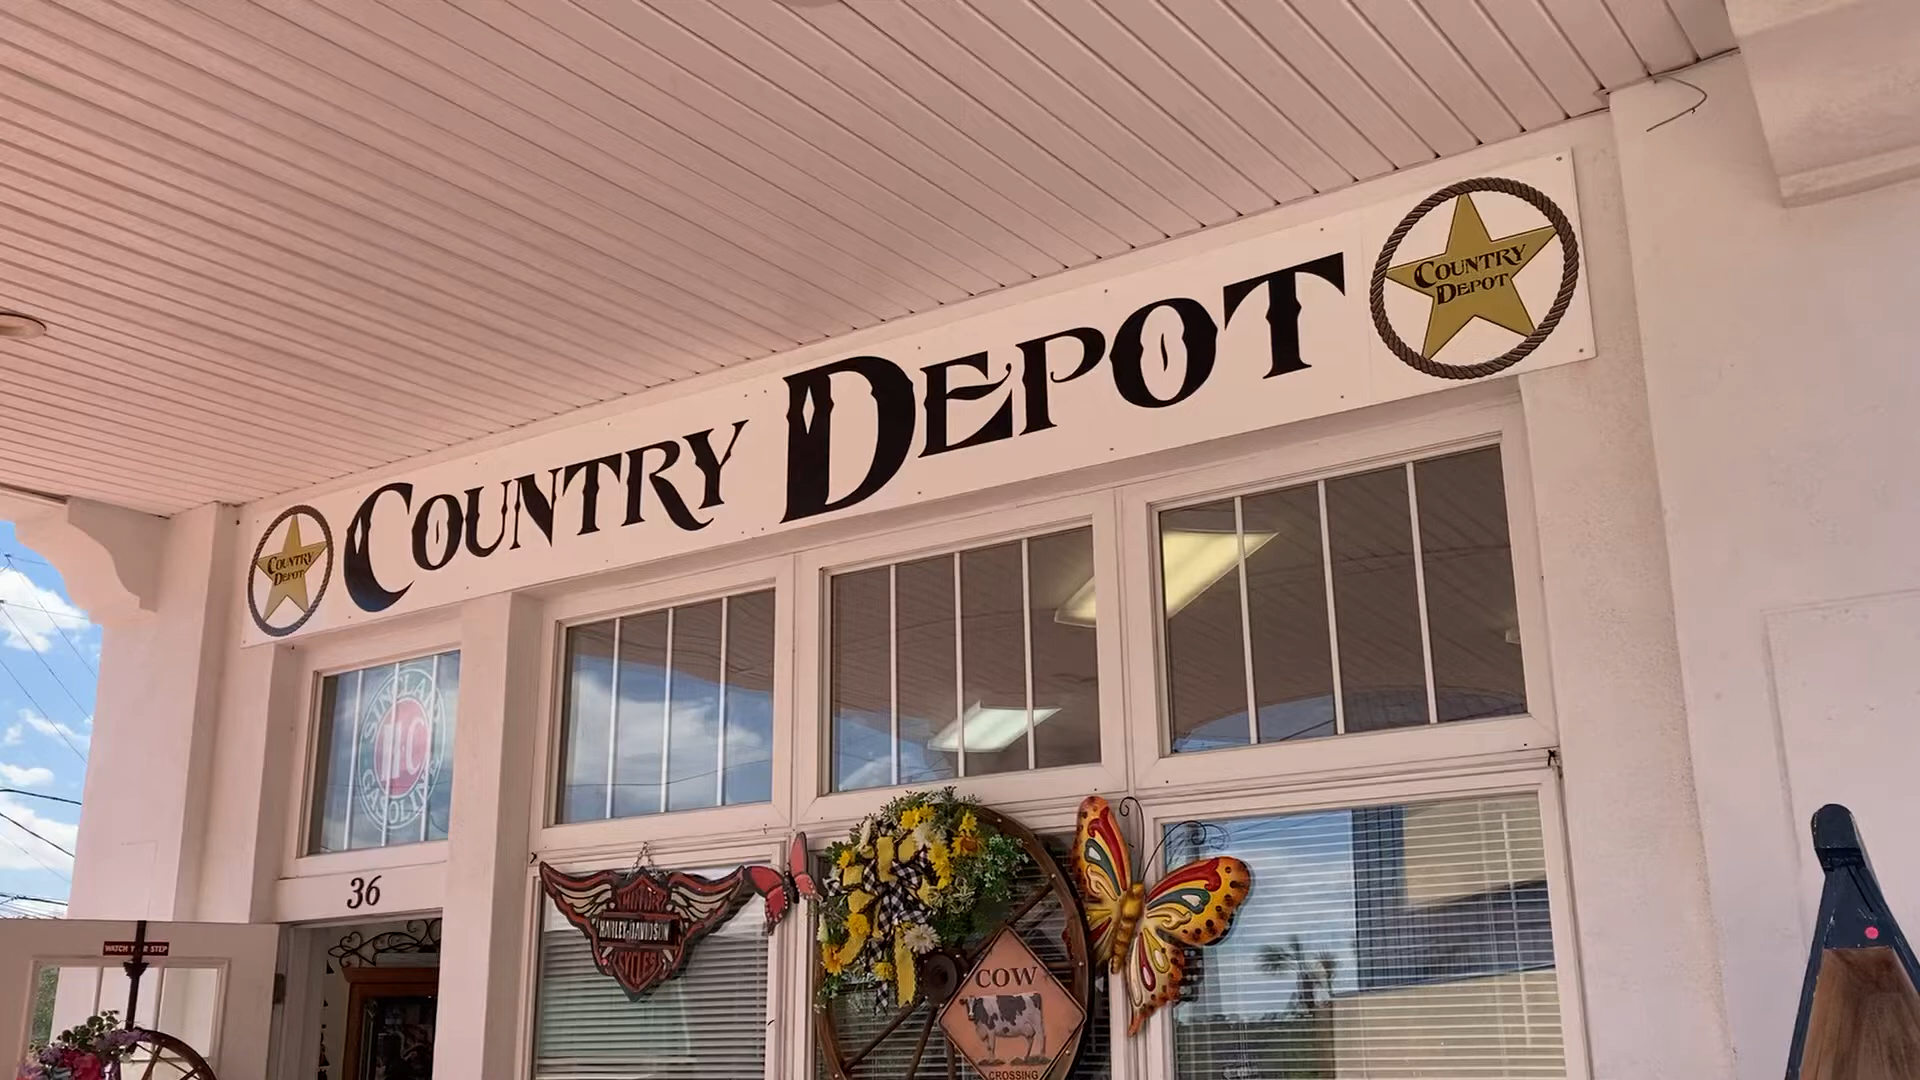 COUNTRY DEPOT
COUNTRY
DEPOT
COUNTRY
DEPOT
SINCLAIR
H-C
GASOLINE
36
WATCH YOUR STEP
MOTOR
HARLEY-DAVIDSON
CYCLES
COW
CROSSING